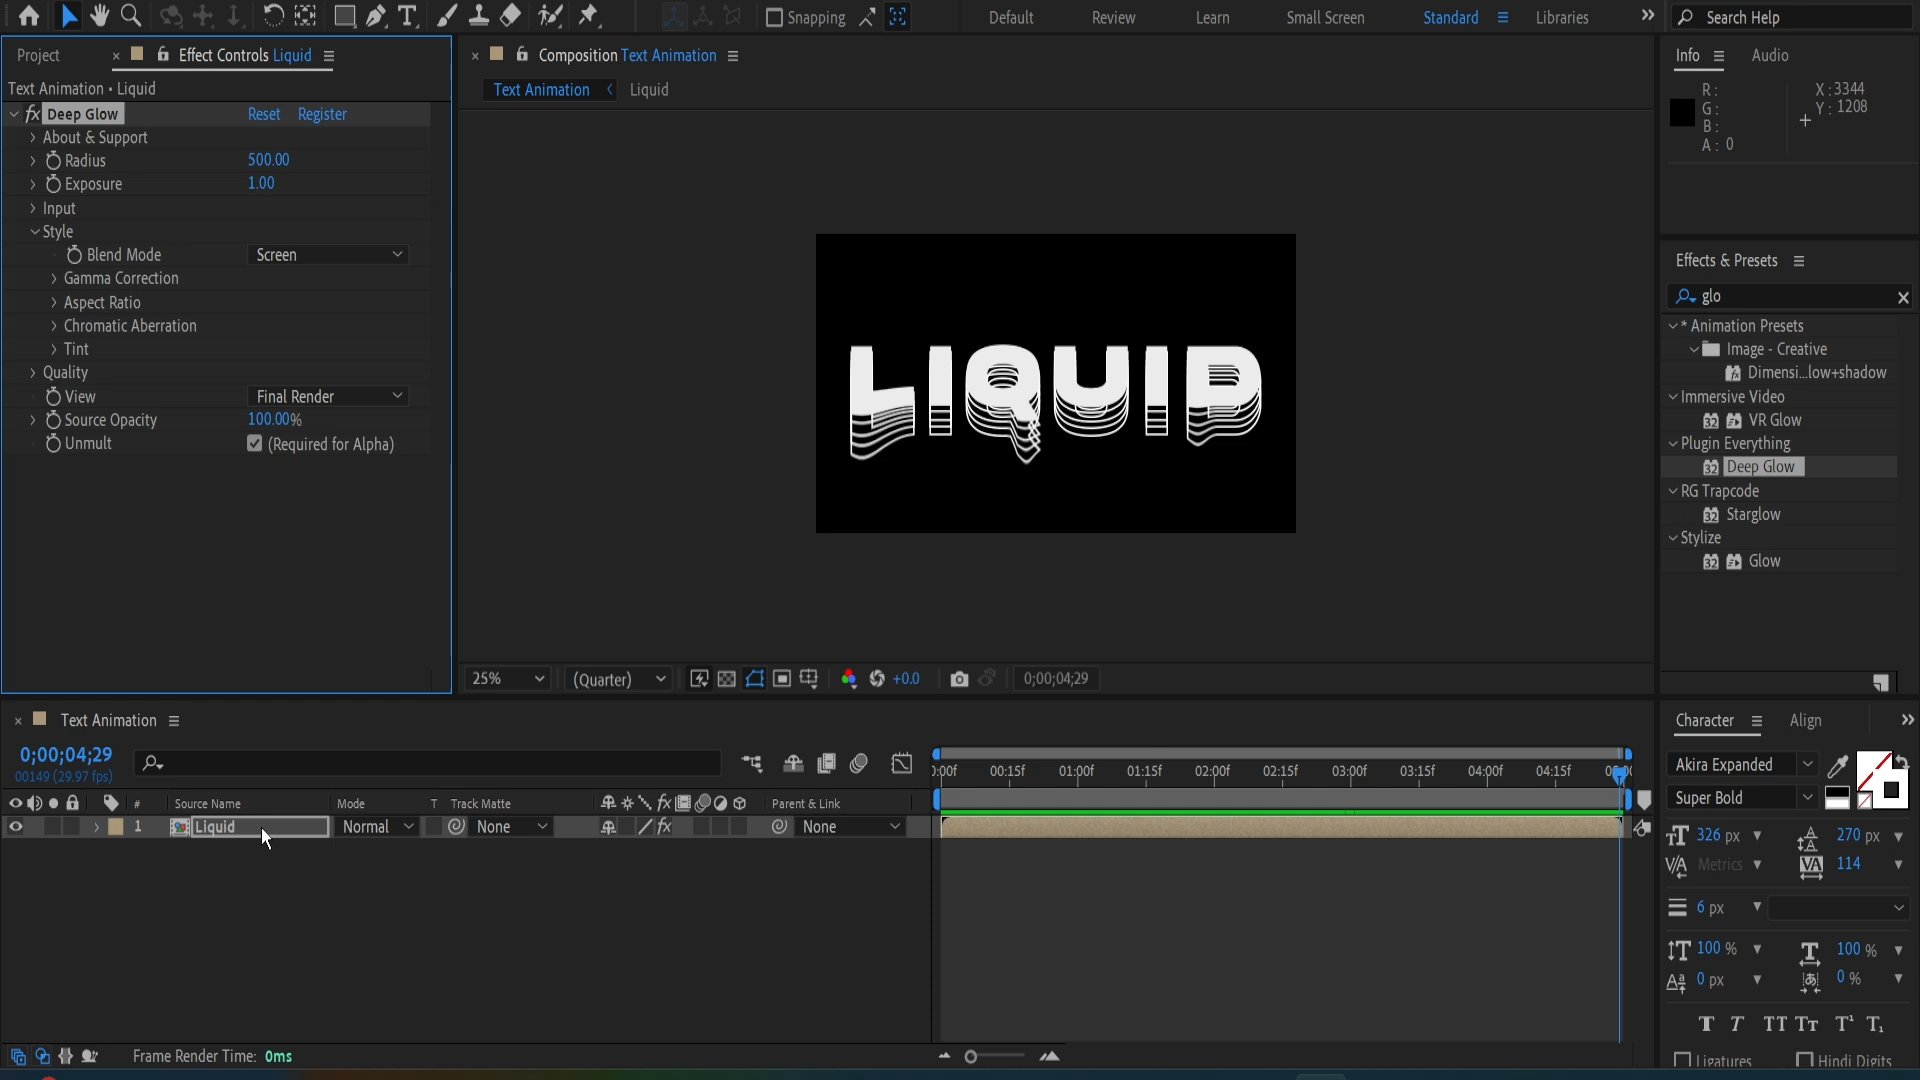 Snapping
Default
Review
Learn
Small Screen
Standard
Libraries
Search Help
Project
Effect Controls Liquid
Text Animation • Liquid
fx Deep Glow Reset Register
About & Support
Radius 500.00
Exposure 1.00
Input
Style
Blend Mode Screen
Gamma Correction
Aspect Ratio
Chromatic Aberration
Tint
Quality
View Final Render
Source Opacity 100.00%
Unmult (Required for Alpha)
Composition Text Animation
Text Animation Liquid
LIQUID
25% (Quarter) +0.0 0;00;04;29
Info Audio
R :
G :
B :
A : 0
X : 3344
Y : 1208
Effects & Presets
glo
* Animation Presets
Image - Creative
Dimensi...low+shadow
Immersive Video
VR Glow
Plugin Everything
Deep Glow
RG Trapcode
Starglow
Stylize
Glow
Text Animation
0;00;04;29
00149 (29.97 fps)
# Source Name Mode T Track Matte Parent & Link
1 Liquid Normal None None
0:00f 00:15f 01:00f 01:15f 02:00f 02:15f 03:00f 03:15f 04:00f 04:15f
Frame Render Time: 0ms
Character Align
Akira Expanded
Super Bold
326 px 270 px
Metrics 114
6 px
100 % 100 %
0 px 0 %
T T TT Tt T¹ T₁
Ligatures Hindi Digits